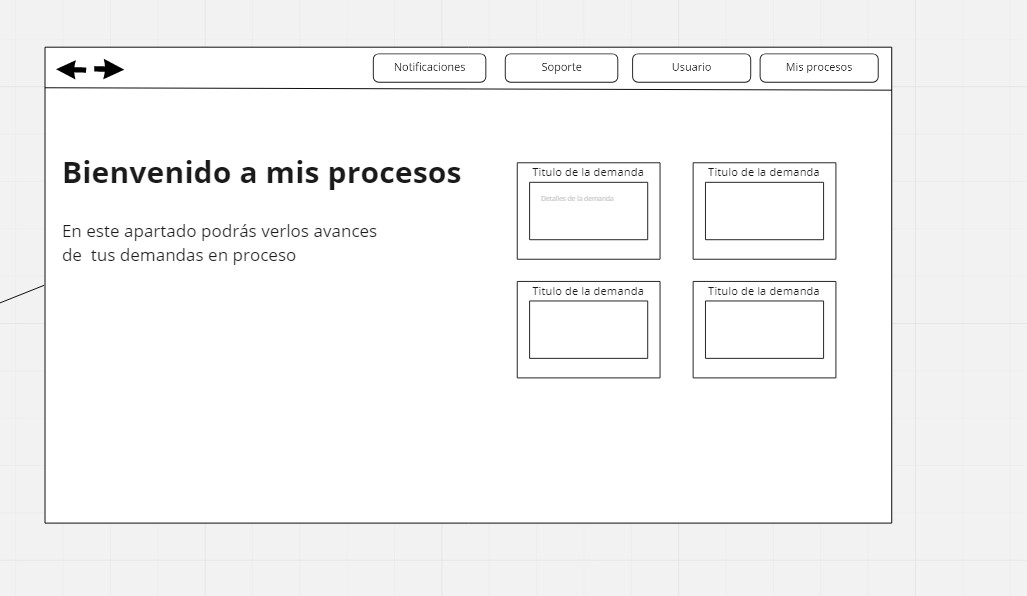 Notificaciones
Soporte
Usuario
Mis procesos
Bienvenido a mis procesos
En este apartado podrás verlos avances
de tus demandas en proceso
Titulo de la demanda
Detalles de la demanda
Titulo de la demanda
Titulo de la demanda
Titulo de la demanda